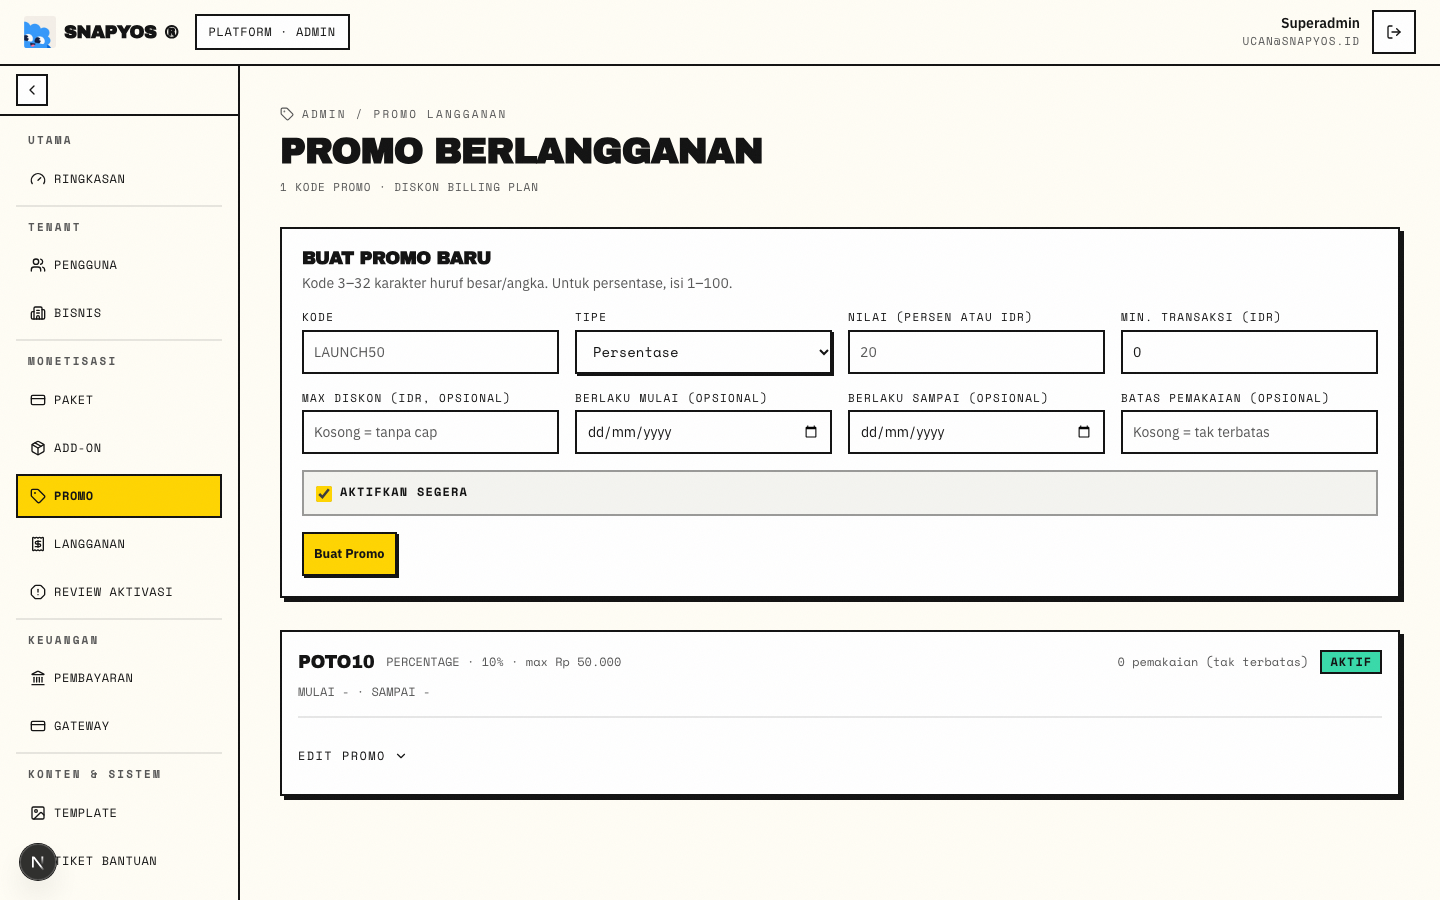 SNAPYOS ®
PLATFORM · ADMIN
Superadmin
UCAN@SNAPYOS.ID
UTAMA
RINGKASAN
TENANT
PENGGUNA
BISNIS
MONETISASI
PAKET
ADD-ON
PROMO
LANGGANAN
REVIEW AKTIVASI
KEUANGAN
PEMBAYARAN
GATEWAY
KONTEN & SISTEM
TEMPLATE
N
TIKET BANTUAN
ADMIN / PROMO LANGGANAN
PROMO BERLANGGANAN
1 KODE PROMO · DISKON BILLING PLAN
BUAT PROMO BARU
Kode 3–32 karakter huruf besar/angka. Untuk persentase, isi 1–100.
KODE
LAUNCH50
TIPE
Persentase
NILAI (PERSEN ATAU IDR)
20
MIN. TRANSAKSI (IDR)
0
MAX DISKON (IDR, OPSIONAL)
Kosong = tanpa cap
BERLAKU MULAI (OPSIONAL)
dd/mm/yyyy
BERLAKU SAMPAI (OPSIONAL)
dd/mm/yyyy
BATAS PEMAKAIAN (OPSIONAL)
Kosong = tak terbatas
AKTIFKAN SEGERA
Buat Promo
POTO10 PERCENTAGE · 10% · max Rp 50.000
0 pemakaian (tak terbatas) AKTIF
MULAI - · SAMPAI -
EDIT PROMO